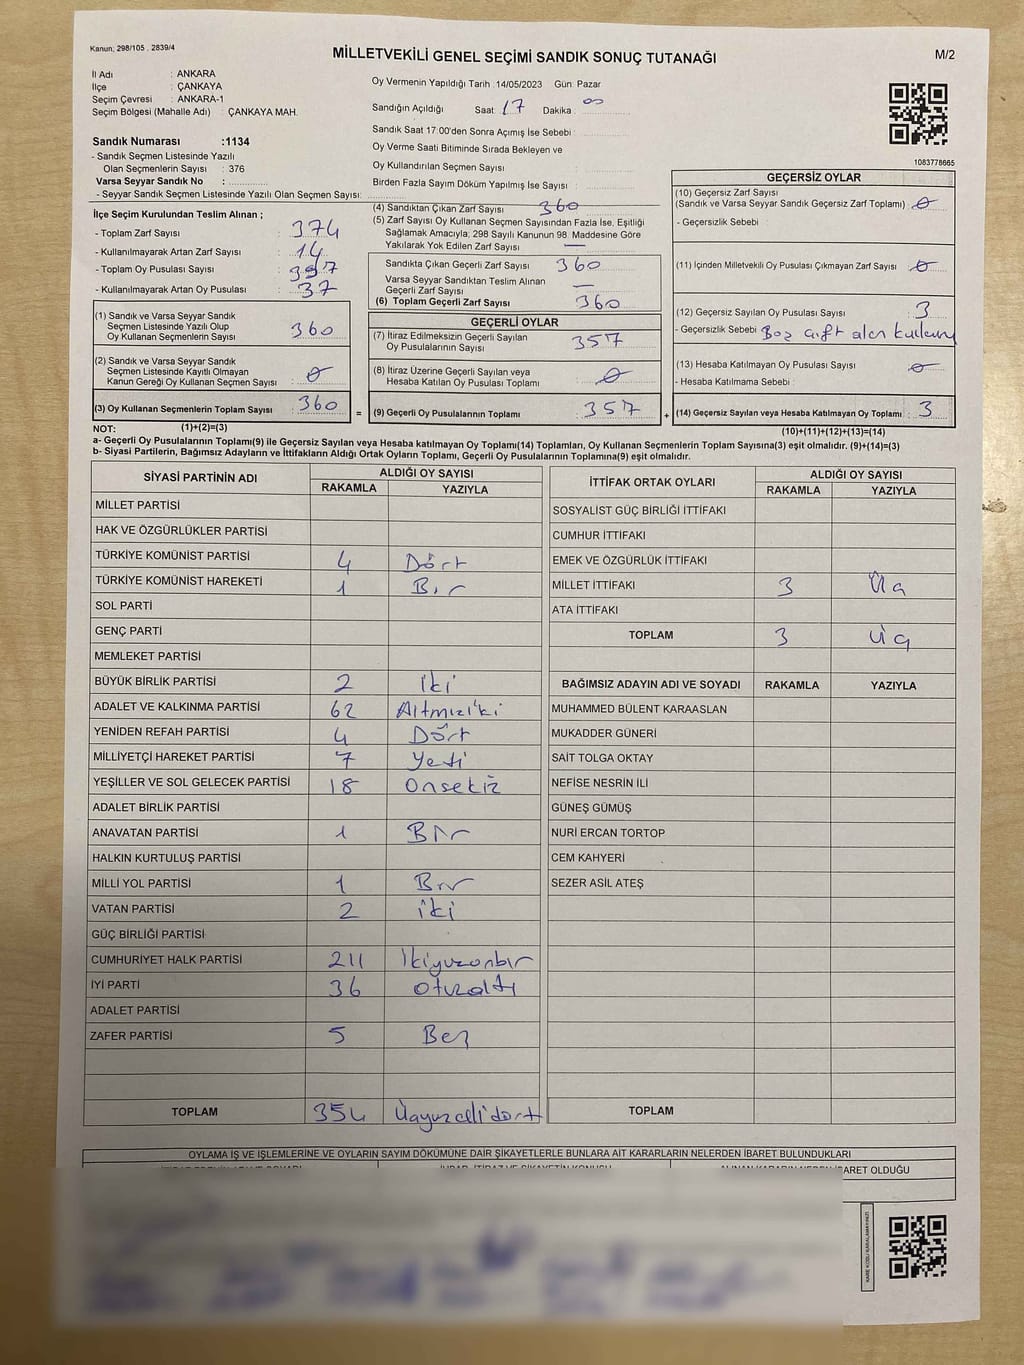 Kanun; 298/105 , 2839/4
MİLLETVEKİLİ GENEL SEÇİMİ SANDIK SONUÇ TUTANAĞI
M/2
İl Adı : ANKARA
İlçe : ÇANKAYA
Seçim Çevresi : ANKARA-1
Seçim Bölgesi (Mahalle Adı) : ÇANKAYA MAH.
Sandık Numarası :1134
- Sandık Seçmen Listesinde Yazılı
Olan Seçmenlerin Sayısı : 376
Varsa Seyyar Sandık No :
- Seyyar Sandık Seçmen Listesinde Yazılı Olan Seçmen Sayısı:
Oy Vermenin Yapıldığı Tarih :14/05/2023 Gün: Pazar
Sandığın Açıldığı Saat: 17 Dakika : 00
Sandık Saat 17:00'den Sonra Açımış İse Sebebi :
Oy Verme Saati Bitiminde Sırada Bekleyen ve
Oy Kullandırılan Seçmen Sayısı :
Birden Fazla Sayım Döküm Yapılmış İse Sayısı :
1083778665
İlçe Seçim Kurulundan Teslim Alınan ;
- Toplam Zarf Sayısı : 374
- Kullanılmayarak Artan Zarf Sayısı : 14
- Toplam Oy Pusulası Sayısı : 397
- Kullanılmayarak Artan Oy Pusulası : 37
(1) Sandık ve Varsa Seyyar Sandık
Seçmen Listesinde Yazılı Olup
Oy Kullanan Seçmenlerin Sayısı : 360
(2) Sandık ve Varsa Seyyar Sandık
Seçmen Listesinde Kayıtlı Olmayan
Kanun Gereği Oy Kullanan Seçmen Sayısı : 0
(3) Oy Kullanan Seçmenlerin Toplam Sayısı : 360
(4) Sandıktan Çıkan Zarf Sayısı : 360
(5) Zarf Sayısı Oy Kullanan Seçmen Sayısından Fazla İse, Eşitliği
Sağlamak Amacıyla; 298 Sayılı Kanunun 98. Maddesine Göre
Yakılarak Yok Edilen Zarf Sayısı : —
Sandıkta Çıkan Geçerli Zarf Sayısı : 360
Varsa Seyyar Sandıktan Teslim Alınan
Geçerli Zarf Sayısı : —
(6) Toplam Geçerli Zarf Sayısı : 360
GEÇERLİ OYLAR
(7) İtiraz Edilmeksizin Geçerli Sayılan
Oy Pusulalarının Sayısı : 357
(8) İtiraz Üzerine Geçerli Sayılan veya
Hesaba Katılan Oy Pusulası Toplamı : 0
= (9) Geçerli Oy Pusulalarının Toplamı : 357 +
GEÇERSİZ OYLAR
(10) Geçersiz Zarf Sayısı
(Sandık ve Varsa Seyyar Sandık Geçersiz Zarf Toplamı) : 0
- Geçersizlik Sebebi :
(11) İçinden Milletvekili Oy Pusulası Çıkmayan Zarf Sayısı : 0
(12) Geçersiz Sayılan Oy Pusulası Sayısı : 3
- Geçersizlik Sebebi : Boş çift alan
(13) Hesaba Katılmayan Oy Pusulası Sayısı : 0
- Hesaba Katılmama Sebebi :
(14) Geçersiz Sayılan veya Hesaba Katılmayan Oy Toplamı : 3
NOT: (1)+(2)=(3)
(10)+(11)+(12)+(13)=(14)
a- Geçerli Oy Pusulalarının Toplamı(9) ile Geçersiz Sayılan veya Hesaba katılmayan Oy Toplamı(14) Toplamları, Oy Kullanan Seçmenlerin Toplam Sayısına(3) eşit olmalıdır. (9)+(14)=(3)
b- Siyasi Partilerin, Bağımsız Adayların ve İttifakların Aldığı Ortak Oyların Toplamı, Geçerli Oy Pusulalarının Toplamına(9) eşit olmalıdır.
SİYASİ PARTİNİN ADI ALDIĞI OY SAYISI
RAKAMLA YAZIYLA
MİLLET PARTİSİ
HAK VE ÖZGÜRLÜKLER PARTİSİ
TÜRKİYE KOMÜNİST PARTİSİ 4 Dört
TÜRKİYE KOMÜNİST HAREKETİ 1 Bir
SOL PARTİ
GENÇ PARTİ
MEMLEKET PARTİSİ
BÜYÜK BİRLİK PARTİSİ 2 iki
ADALET VE KALKINMA PARTİSİ 62 Altmışiki
YENİDEN REFAH PARTİSİ 4 Dört
MİLLİYETÇİ HAREKET PARTİSİ 7 Yedi
YEŞİLLER VE SOL GELECEK PARTİSİ 18 Onsekiz
ADALET BİRLİK PARTİSİ
ANAVATAN PARTİSİ 1 Bir
HALKIN KURTULUŞ PARTİSİ
MİLLİ YOL PARTİSİ 1 Bir
VATAN PARTİSİ 2 iki
GÜÇ BİRLİĞİ PARTİSİ
CUMHURİYET HALK PARTİSİ 211 ikiyüzonbir
İYİ PARTİ 36 otuzaltı
ADALET PARTİSİ
ZAFER PARTİSİ 5 Beş
TOPLAM 354 Üçyüzellidört
İTTİFAK ORTAK OYLARI ALDIĞI OY SAYISI
RAKAMLA YAZIYLA
SOSYALİST GÜÇ BİRLİĞİ İTTİFAKI
CUMHUR İTTİFAKI
EMEK VE ÖZGÜRLÜK İTTİFAKI
MİLLET İTTİFAKI 3 Üç
ATA İTTİFAKI
TOPLAM 3 Üç
BAĞIMSIZ ADAYIN ADI VE SOYADI RAKAMLA YAZIYLA
MUHAMMED BÜLENT KARAASLAN
MUKADDER GÜNERİ
SAİT TOLGA OKTAY
NEFİSE NESRİN İLİ
GÜNEŞ GÜMÜŞ
NURİ ERCAN TORTOP
CEM KAHYERİ
SEZER ASİL ATEŞ
TOPLAM
OYLAMA İŞ VE İŞLEMLERİNE VE OYLARIN SAYIM DÖKÜMÜNE DAİR ŞİKAYETLERLE BUNLARA AİT KARARLARIN NELERDEN İBARET BULUNDUKLARI
İBARET OLDUĞU